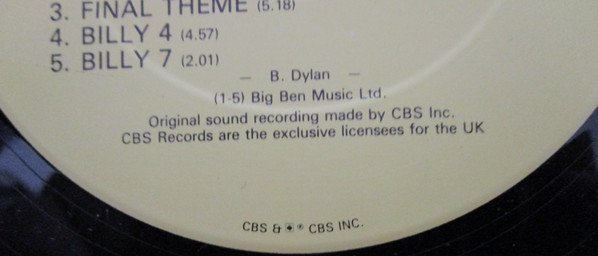 3. FINAL THEME (5.18)
4. BILLY 4 (4.57)
5. BILLY 7 (2.01)
— B. Dylan —
(1-5) Big Ben Music Ltd.
Original sound recording made by CBS Inc.
CBS Records are the exclusive licensees for the UK
CBS & ® CBS INC.